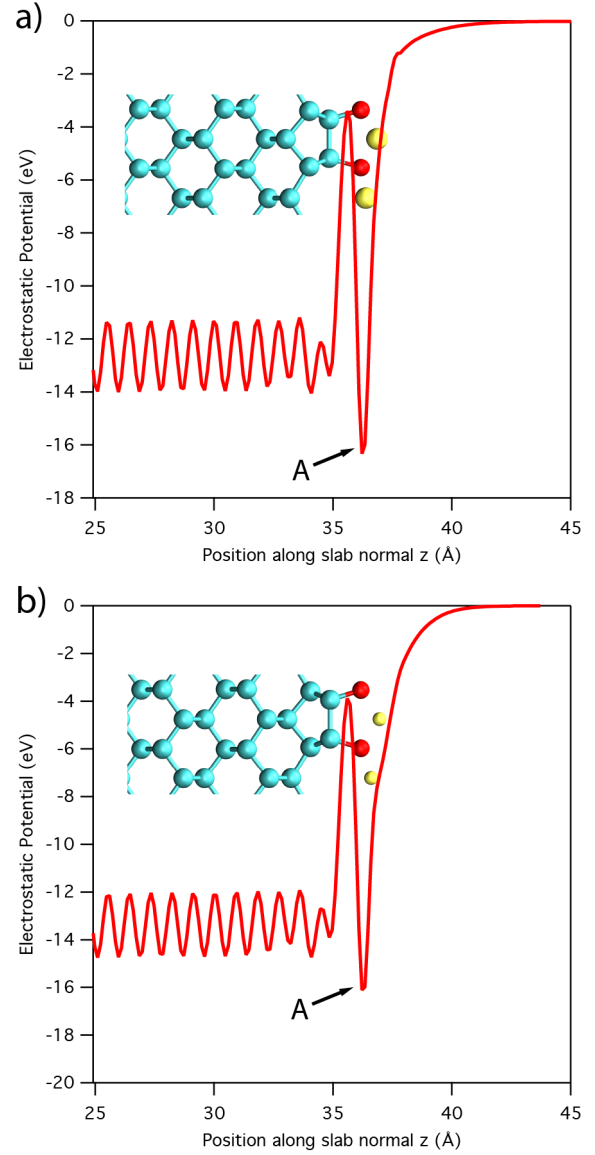 a)
0
-2
-4
-6
-8
-10
-12
-14
-16
-18
Electrostatic Potential (eV)
A
25 30 35 40 45
Position along slab normal z (Å)
b)
0
-2
-4
-6
-8
-10
-12
-14
-16
-18
-20
Electrostatic Potential (eV)
A
25 30 35 40 45
Position along slab normal z (Å)